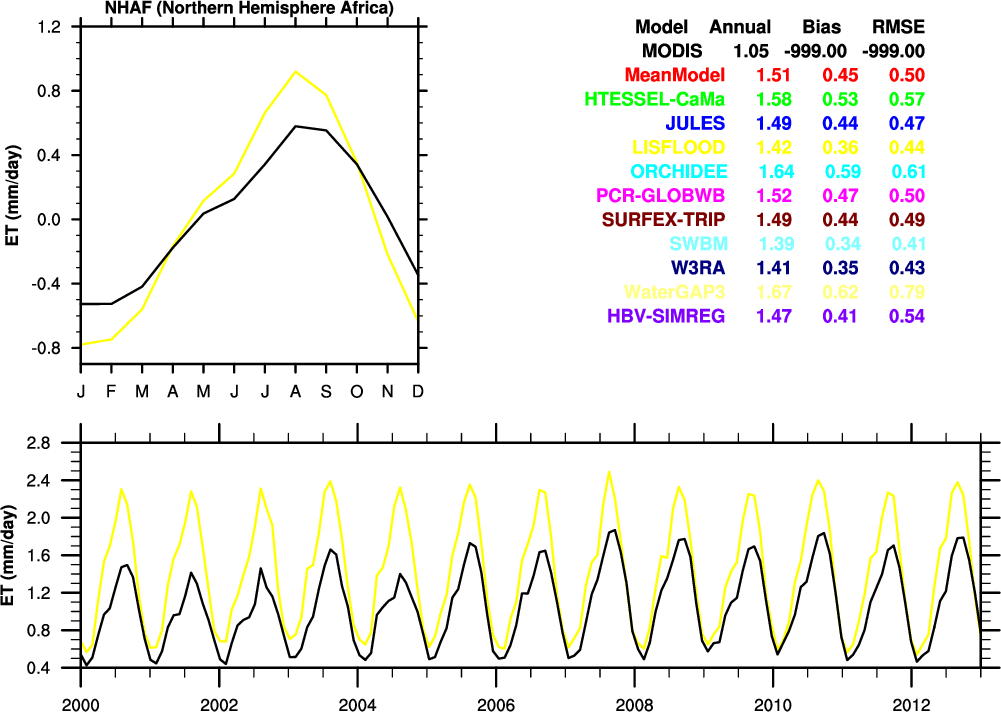 NHAF (Northern Hemisphere Africa)
1.2
0.8
0.4
0.0
-0.4
-0.8
ET (mm/day)
J F M A M J J A S O N D
Model Annual Bias RMSE
MODIS 1.05 -999.00 -999.00
MeanModel 1.51 0.45 0.50
HTESSEL-CaMa 1.58 0.53 0.57
JULES 1.49 0.44 0.47
LISFLOOD 1.42 0.36 0.44
ORCHIDEE 1.64 0.59 0.61
PCR-GLOBWB 1.52 0.47 0.50
SURFEX-TRIP 1.49 0.44 0.49
SWBM 1.39 0.34 0.41
W3RA 1.41 0.35 0.43
WaterGAP3 1.67 0.62 0.79
HBV-SIMREG 1.47 0.41 0.54
2.8
2.4
2.0
1.6
1.2
0.8
0.4
ET (mm/day)
2000 2002 2004 2006 2008 2010 2012